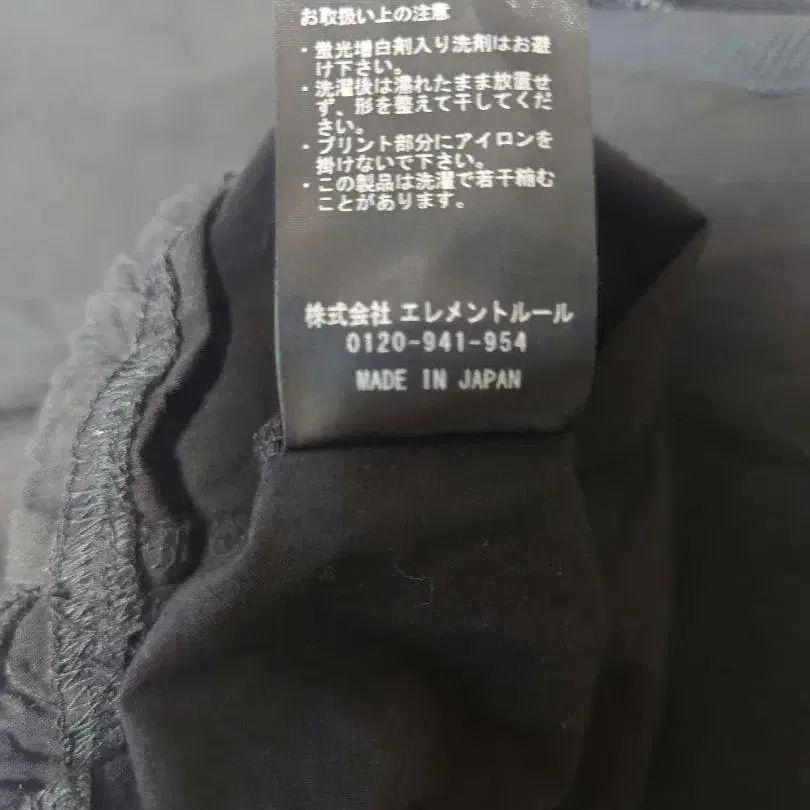 お取扱い上の注意
・蛍光増白剤入り洗剤はお避
け下さい。
・洗濯後は濡れたまま放置せ
ず、形を整えて干してくだ
さい。
・プリント部分にアイロンを
掛けないで下さい。
・この製品は洗濯で若干縮む
ことがあります。
株式会社 エレメントルール
0120-941-954
MADE IN JAPAN